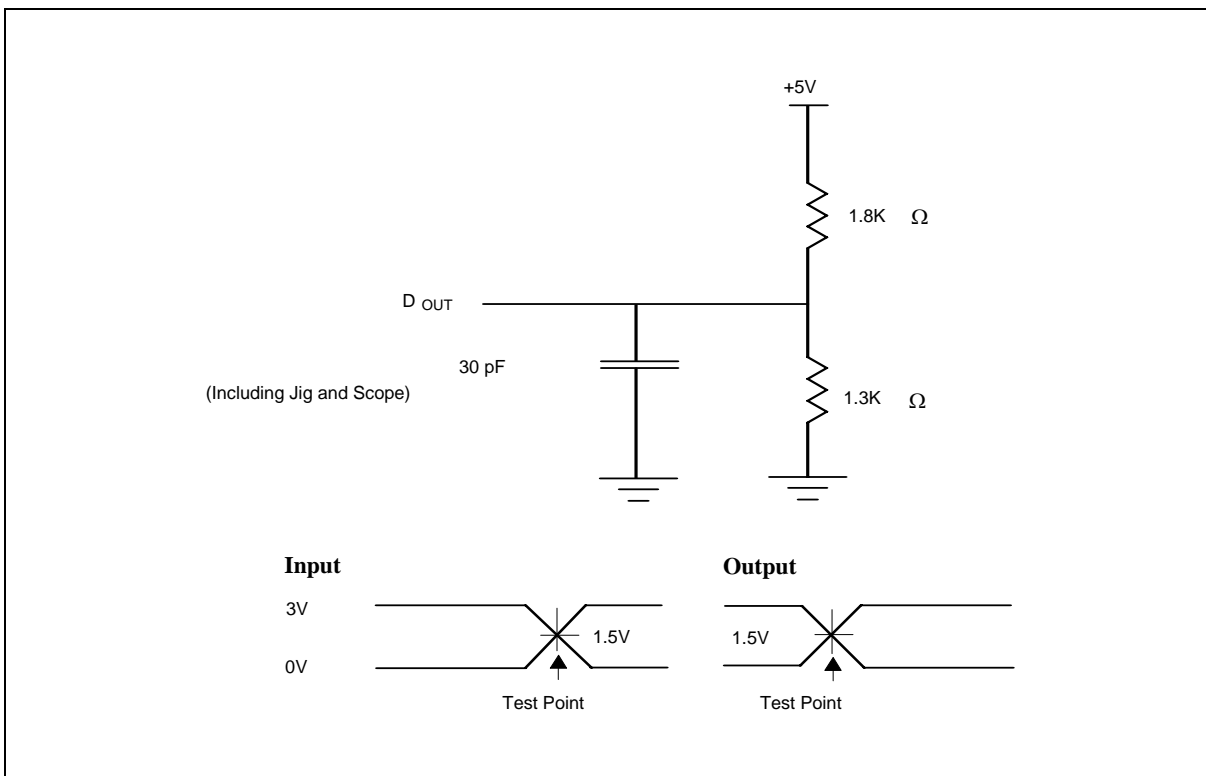 +5V
1.8K Ω
D OUT
30 pF
(Including Jig and Scope)
1.3K Ω
Input
Output
3V
1.5V
1.5V
0V
Test Point
Test Point